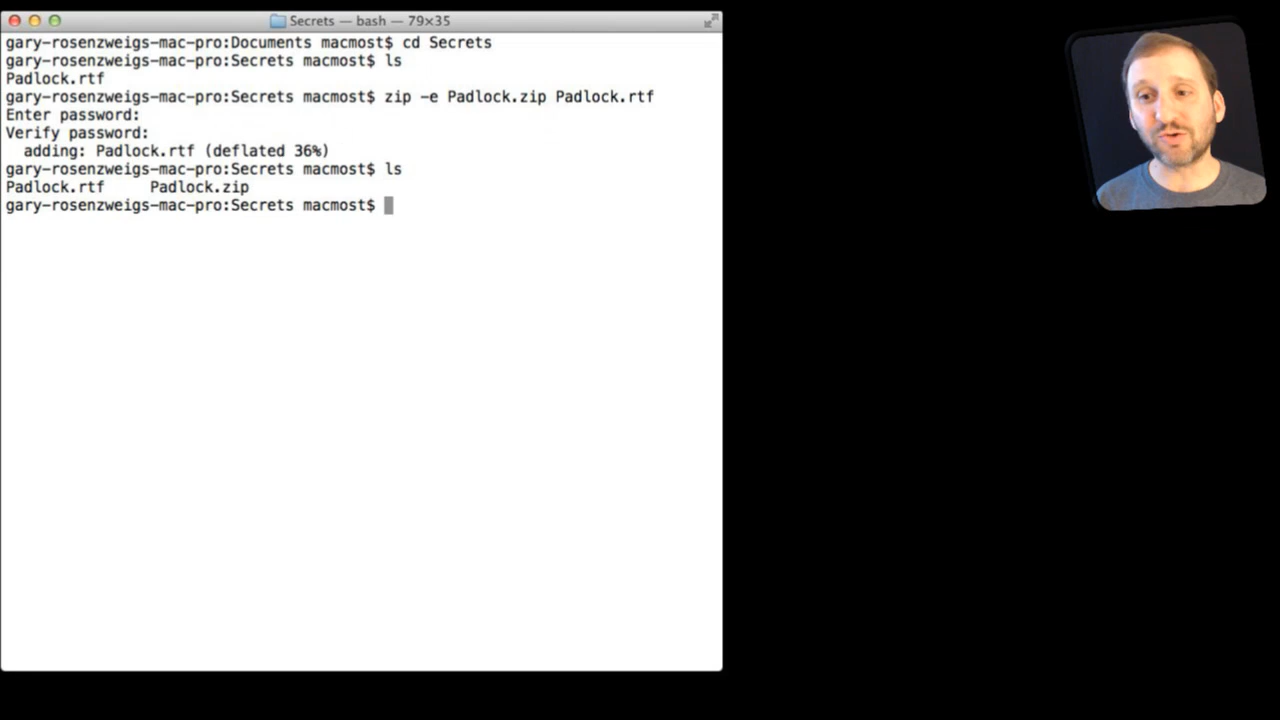 Secrets — bash — 79×35
gary-rosenzweigs-mac-pro:Documents macmost$ cd Secrets
gary-rosenzweigs-mac-pro:Secrets macmost$ ls
Padlock.rtf
gary-rosenzweigs-mac-pro:Secrets macmost$ zip -e Padlock.zip Padlock.rtf
Enter password:
Verify password:
  adding: Padlock.rtf (deflated 36%)
gary-rosenzweigs-mac-pro:Secrets macmost$ ls
Padlock.rtf     Padlock.zip
gary-rosenzweigs-mac-pro:Secrets macmost$